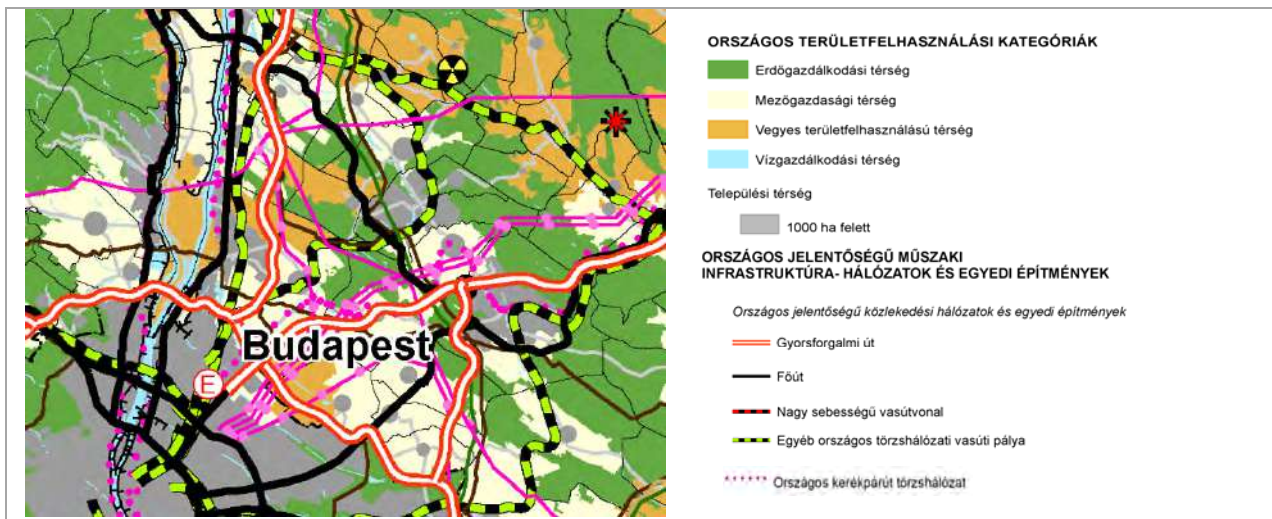 Budapest
E
ORSZÁGOS TERÜLETFELHASZNÁLÁSI KATEGÓRIÁK
Erdőgazdálkodási térség
Mezőgazdasági térség
Vegyes területfelhasználású térség
Vízgazdálkodási térség
Települési térség
1000 ha felett
ORSZÁGOS JELENTŐSÉGŰ MŰSZAKI
INFRASTRUKTÚRA- HÁLÓZATOK ÉS EGYEDI ÉPÍTMÉNYEK
Országos jelentőségű közlekedési hálózatok és egyedi építmények
Gyorsforgalmi út
Főút
Nagy sebességű vasútvonal
Egyéb országos törzshálózati vasúti pálya
Országos kerékpárút törzshálózat